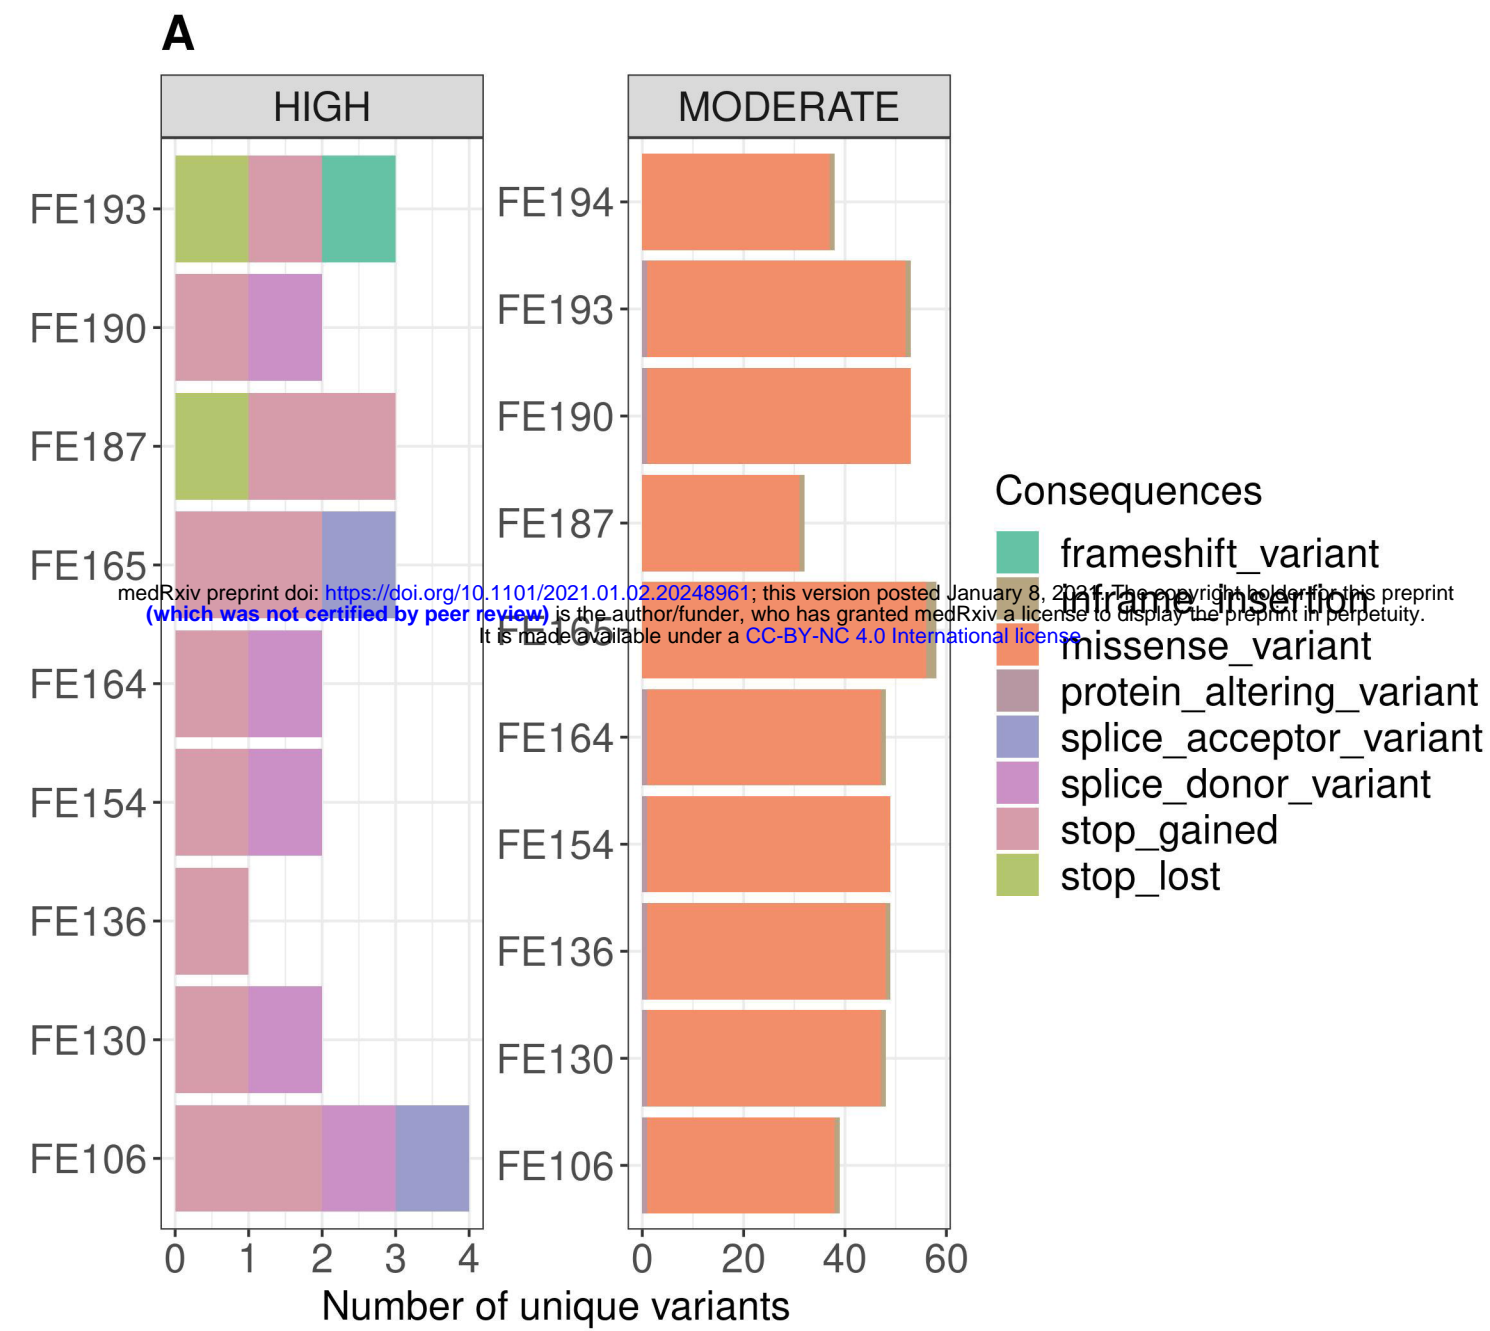 A
HIGH
MODERATE
FE193
FE190
FE187
FE165
FE164
FE154
FE136
FE130
FE106
0 1 2 3 4
FE194
FE193
FE190
FE187
FE165
FE164
FE154
FE136
FE130
FE106
0 20 40 60
Number of unique variants
Consequences
frameshift_variant
inframe_insertion
missense_variant
protein_altering_variant
splice_acceptor_variant
splice_donor_variant
stop_gained
stop_lost
medRxiv preprint doi: https://doi.org/10.1101/2021.01.02.20248961; this version posted January 8, 2021. The copyright holder for this preprint
(which was not certified by peer review) is the author/funder, who has granted medRxiv a license to display the preprint in perpetuity.
It is made available under a CC-BY-NC 4.0 International license .